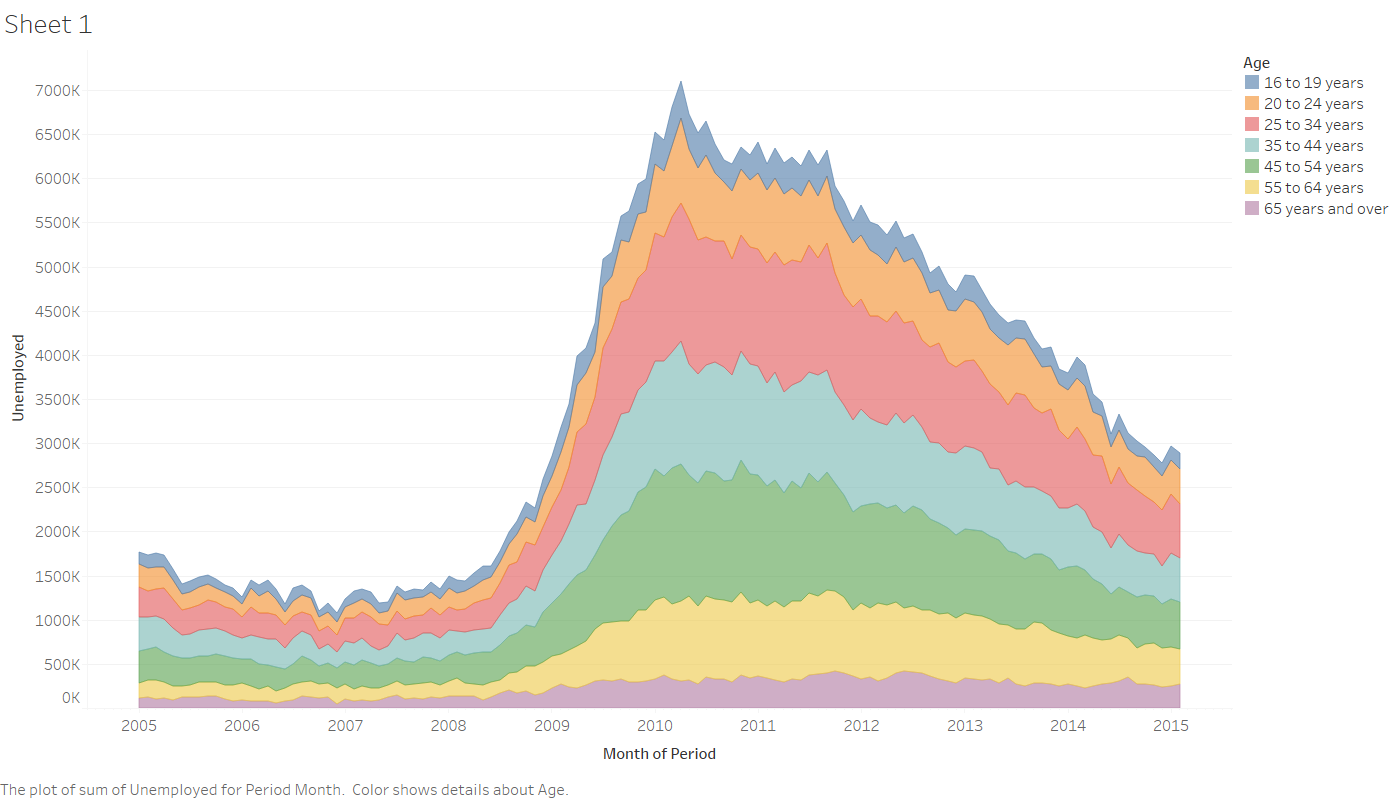 Sheet 1
Age
16 to 19 years
20 to 24 years
25 to 34 years
35 to 44 years
45 to 54 years
55 to 64 years
65 years and over
Unemployed
7000K
6500K
6000K
5500K
5000K
4500K
4000K
3500K
3000K
2500K
2000K
1500K
1000K
500K
0K
2005 2006 2007 2008 2009 2010 2011 2012 2013 2014 2015
Month of Period
The plot of sum of Unemployed for Period Month.  Color shows details about Age.